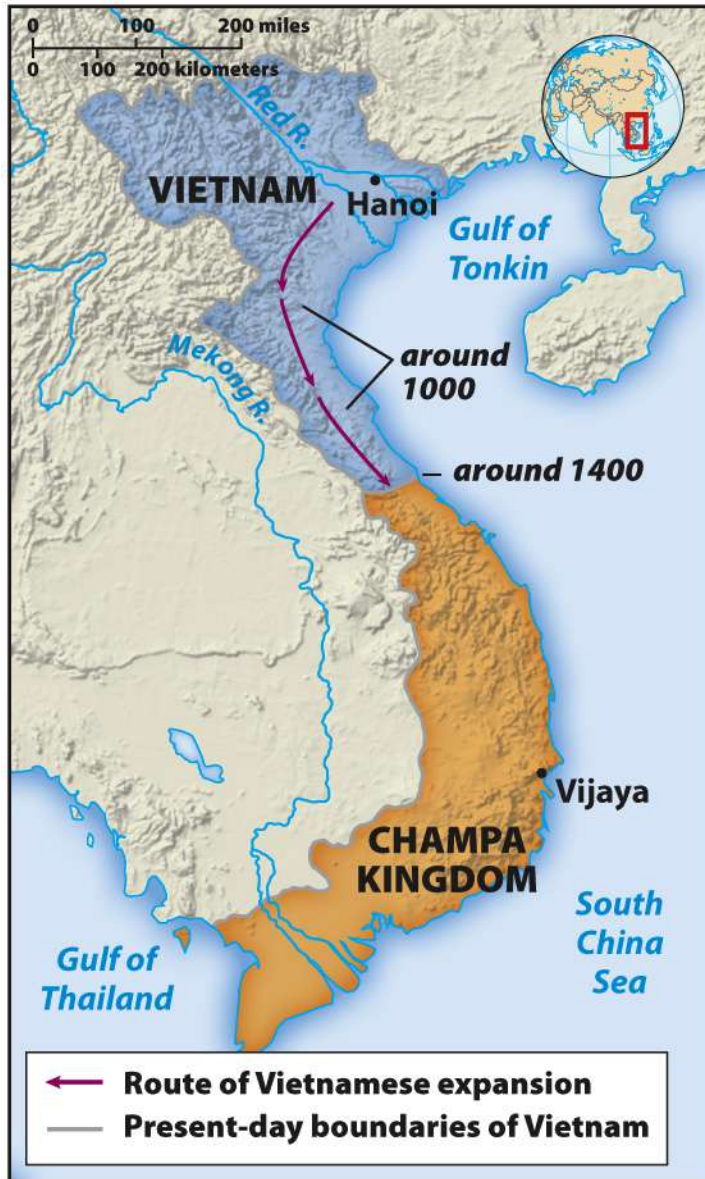 0 100 200 miles
0 100 200 kilometers
Red R.
VIETNAM
Hanoi
Gulf of
Tonkin
Mekong R.
around
1000
around 1400
Vijaya
CHAMPA
KINGDOM
South
China
Sea
Gulf of
Thailand
Route of Vietnamese expansion
Present-day boundaries of Vietnam